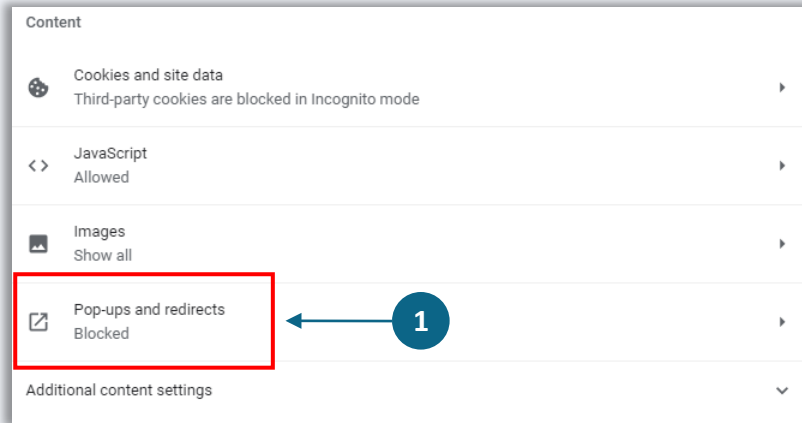 Content
Cookies and site data
Third-party cookies are blocked in Incognito mode
JavaScript
Allowed
Images
Show all
Pop-ups and redirects
Blocked
1
Additional content settings